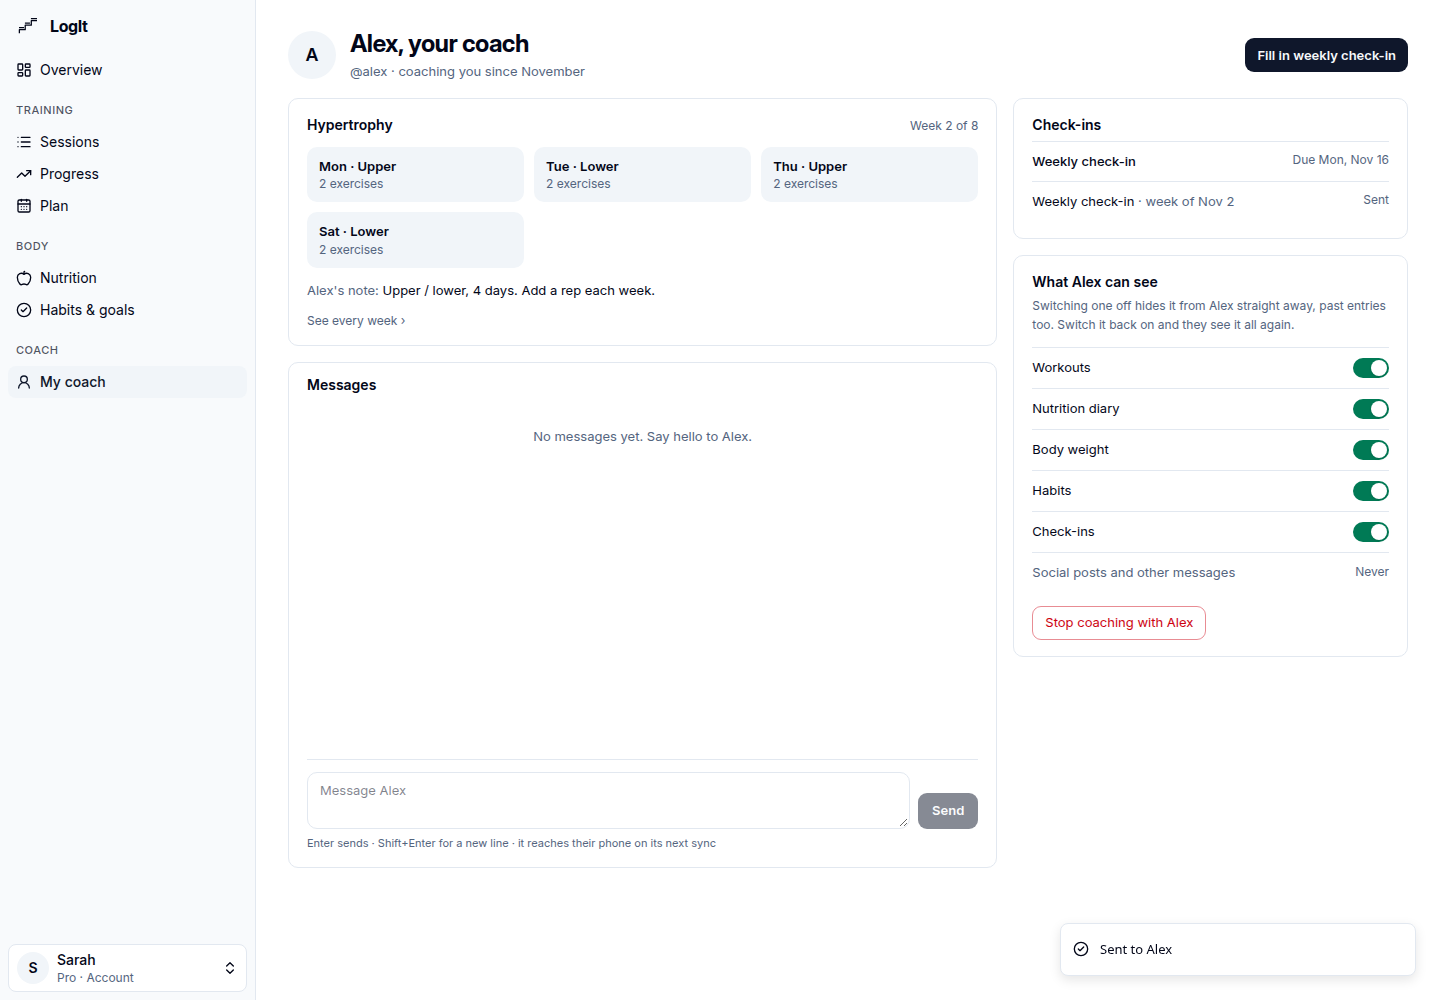 LogIt
Overview
TRAINING
Sessions
Progress
Plan
BODY
Nutrition
Habits & goals
COACH
My coach
S
Sarah
Pro · Account
A
Alex, your coach
@alex · coaching you since November
Fill in weekly check-in
Hypertrophy
Week 2 of 8
Mon · Upper
2 exercises
Tue · Lower
2 exercises
Thu · Upper
2 exercises
Sat · Lower
2 exercises
Alex's note: Upper / lower, 4 days. Add a rep each week.
See every week ›
Messages
No messages yet. Say hello to Alex.
Message Alex
Send
Enter sends · Shift+Enter for a new line · it reaches their phone on its next sync
Check-ins
Weekly check-in
Due Mon, Nov 16
Weekly check-in · week of Nov 2
Sent
What Alex can see
Switching one off hides it from Alex straight away, past entries
too. Switch it back on and they see it all again.
Workouts
Nutrition diary
Body weight
Habits
Check-ins
Social posts and other messages
Never
Stop coaching with Alex
Sent to Alex